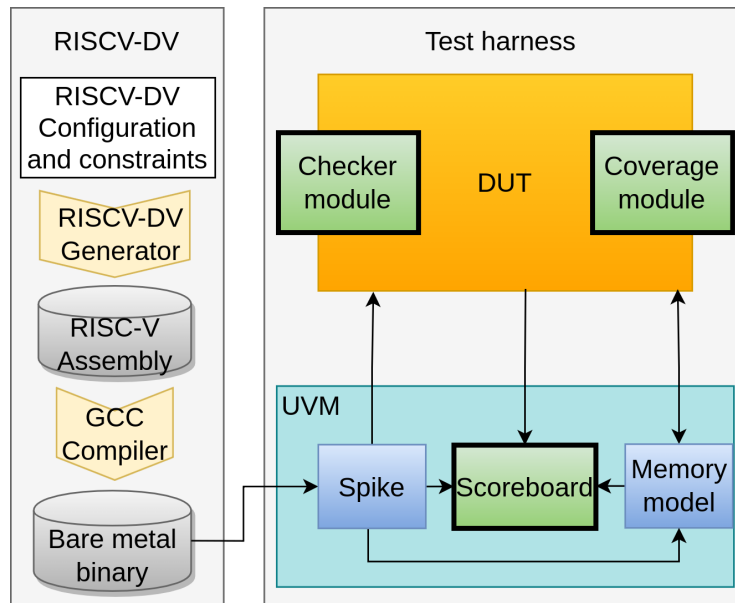 RISCV-DV
RISCV-DV
Configuration
and constraints
RISCV-DV
Generator
RISC-V
Assembly
GCC
Compiler
Bare metal
binary
Test harness
Checker
module
DUT
Coverage
module
UVM
Spike
Scoreboard
Memory
model